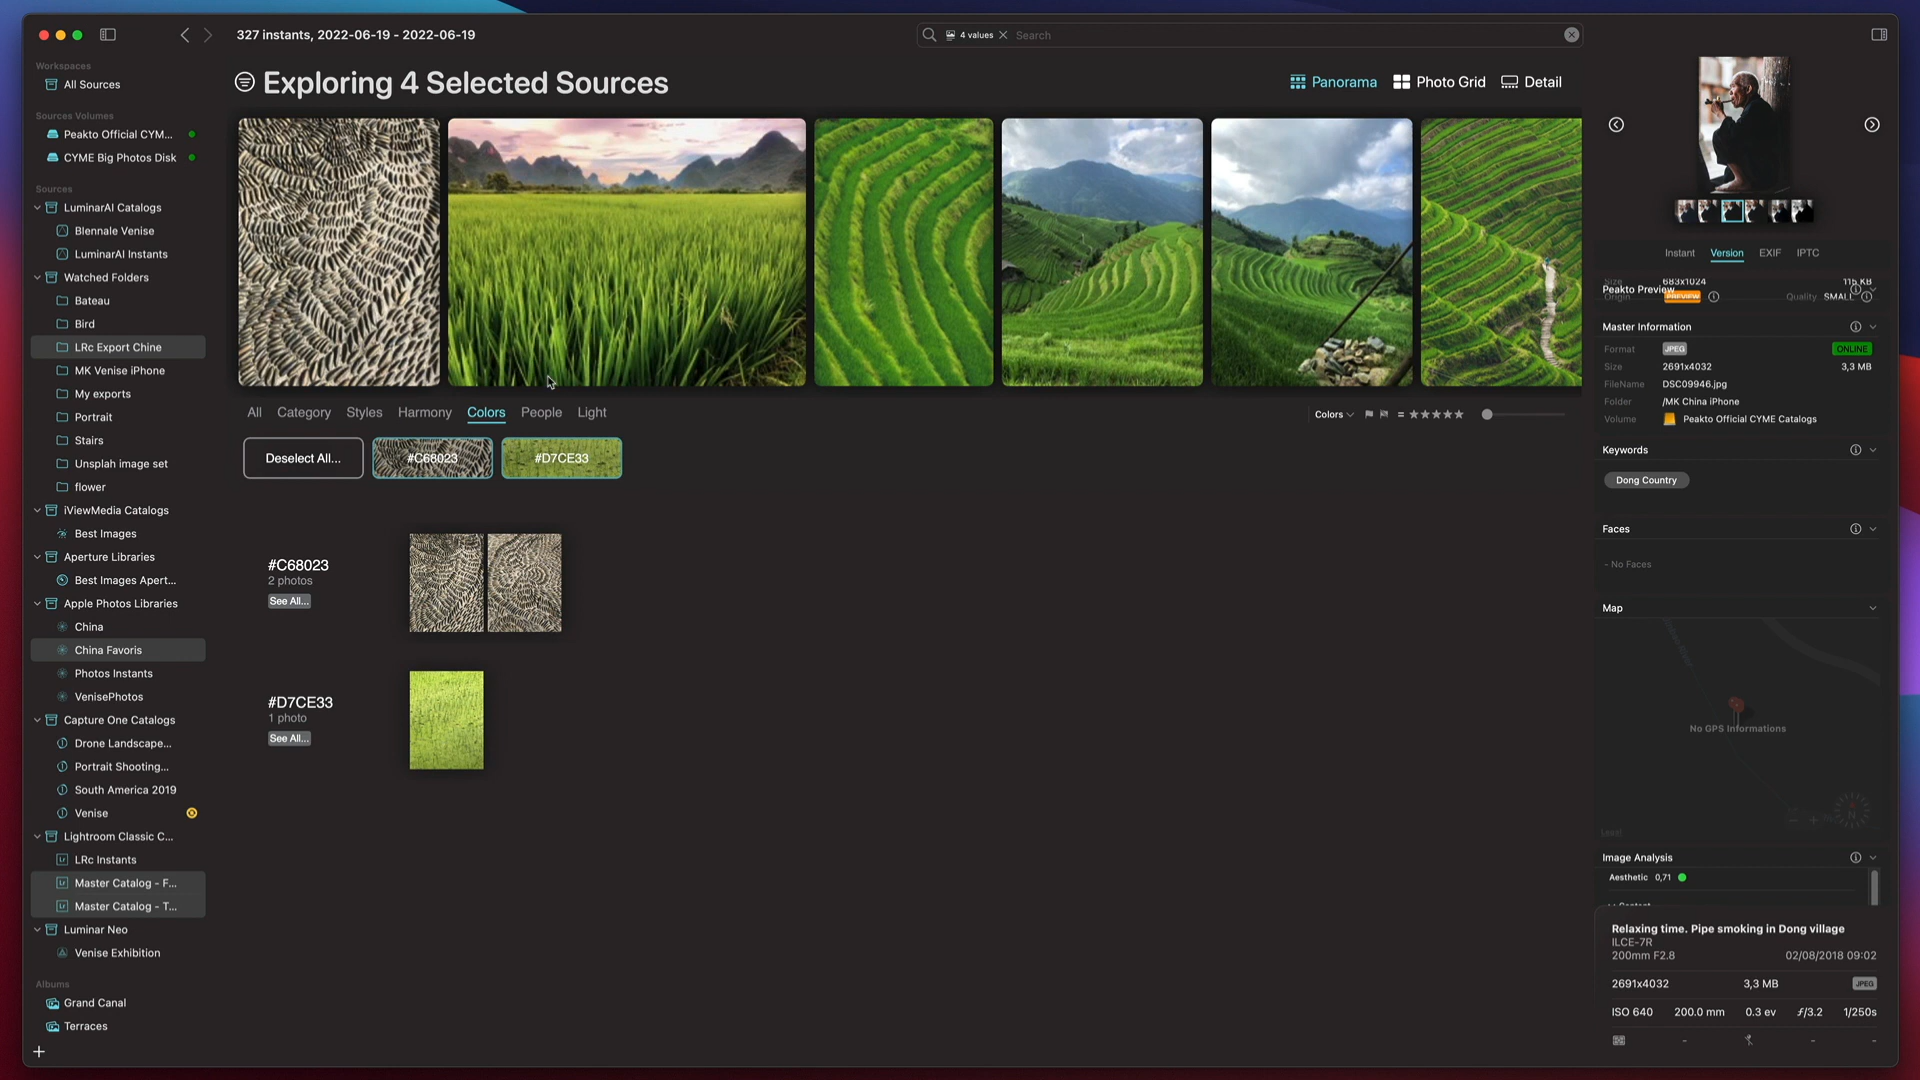 327 instants, 2022-06-19 - 2022-06-19
4 values
Search
Workspaces
All Sources
Sources Volumes
Peakto Official CYM...
CYME Big Photos Disk
Sources
LuminarAI Catalogs
BIennale Venise
LuminarAI Instants
Watched Folders
Bateau
Bird
LRc Export Chine
MK Venise iPhone
My exports
Portrait
Stairs
Unsplah image set
flower
iViewMedia Catalogs
Best Images
Aperture Libraries
Best Images Apert...
Apple Photos Libraries
China
China Favoris
Photos Instants
VenisePhotos
Capture One Catalogs
Drone Landscape...
Portrait Shooting...
South America 2019
Venise
Lightroom Classic C...
LRc Instants
Master Catalog - F...
Master Catalog - T...
Luminar Neo
Venise Exhibition
Albums
Grand Canal
Terraces
Exploring 4 Selected Sources
Panorama
Photo Grid
Detail
All Category Styles Harmony Colors People Light
Colors
Deselect All...
#C68023
#D7CE33
#C68023
2 photos
See All...
#D7CE33
1 photo
See All...
Instant Version EXIF IPTC
Size 683x1024 115 KB
Peakto Preview
Origin PREVIEW Quality SMALL
Master Information
Format JPEG ONLINE
Size 2691x4032 3,3 MB
FileName DSC09946.jpg
Folder /MK China iPhone
Volume Peakto Official CYME Catalogs
Keywords
Dong Country
Faces
- No Faces
Map
No GPS Informations
Legal
Image Analysis
Aesthetic 0,71
Content
Relaxing time. Pipe smoking in Dong village
ILCE-7R
200mm F2.8 02/08/2018 09:02
2691x4032 3,3 MB JPEG
ISO 640 200.0 mm 0.3 ev ƒ/3.2 1/250s